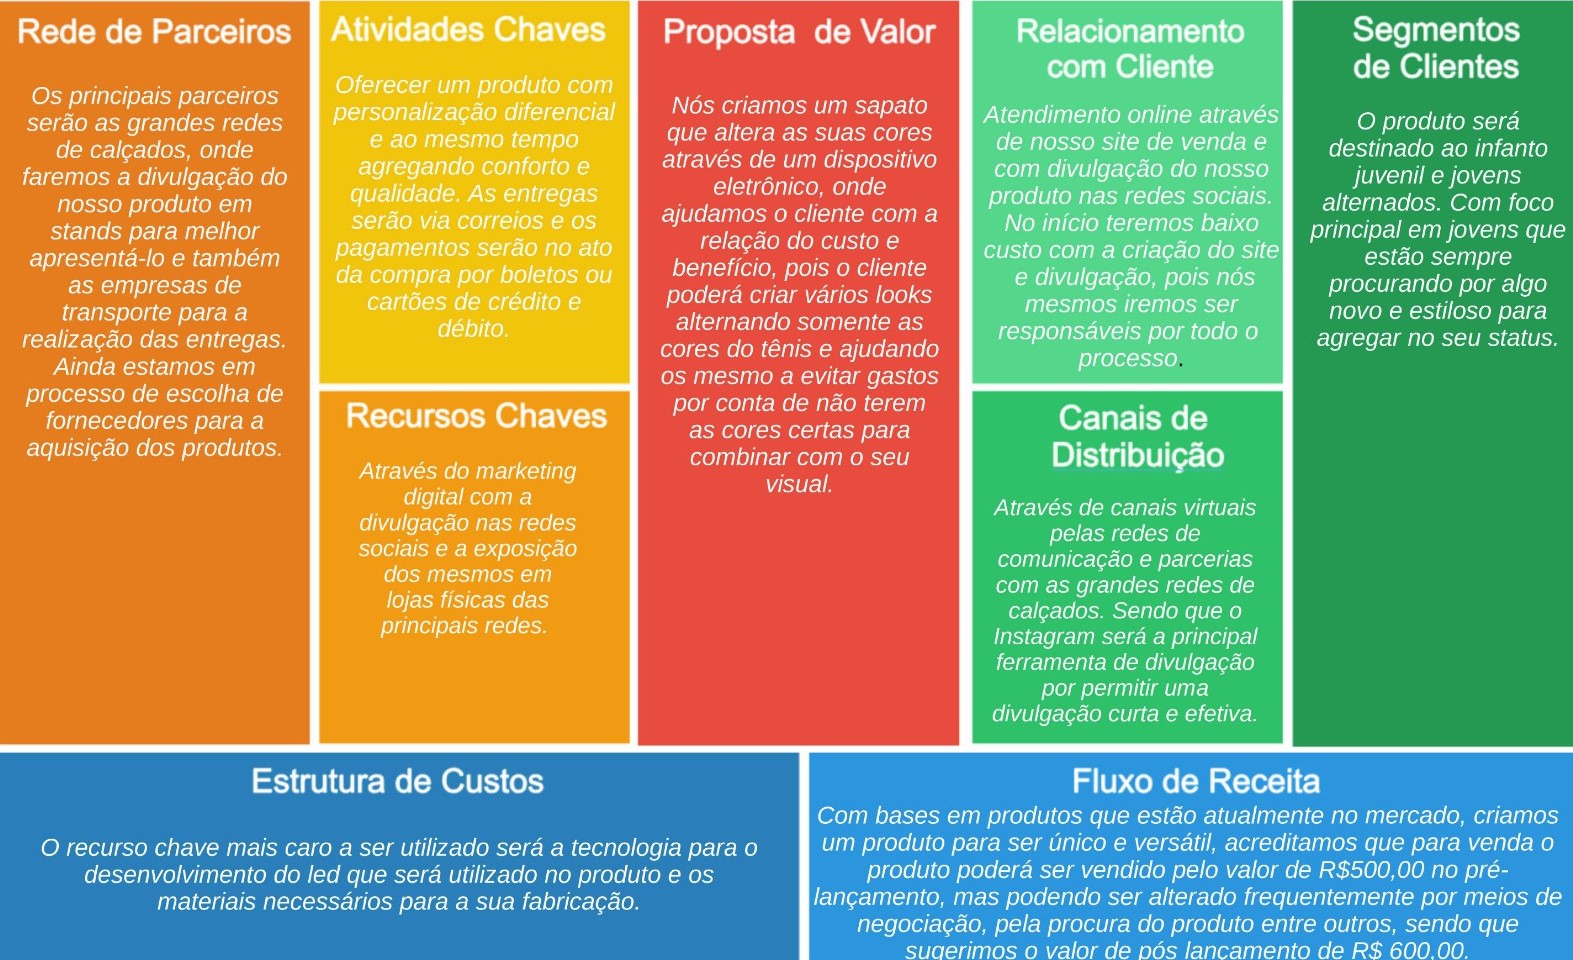 Rede de Parceiros
Os principais parceiros
serão as grandes redes
de calçados, onde
faremos a divulgação do
nosso produto em
stands para melhor
apresentá-lo e também
as empresas de
transporte para a
realização das entregas.
Ainda estamos em
processo de escolha de
fornecedores para a
aquisição dos produtos.
Atividades Chaves
Oferecer um produto com
personalização diferencial
e ao mesmo tempo
agregando conforto e
qualidade. As entregas
serão via correios e os
pagamentos serão no ato
da compra por boletos ou
cartões de crédito e
débito.
Recursos Chaves
Através do marketing
digital com a
divulgação nas redes
sociais e a exposição
dos mesmos em
lojas físicas das
principais redes.
Proposta de Valor
Nós criamos um sapato
que altera as suas cores
através de um dispositivo
eletrônico, onde
ajudamos o cliente com a
relação do custo e
benefício, pois o cliente
poderá criar vários looks
alternando somente as
cores do tênis e ajudando
os mesmo a evitar gastos
por conta de não terem
as cores certas para
combinar com o seu
visual.
Relacionamento
com Cliente
Atendimento online através
de nosso site de venda e
com divulgação do nosso
produto nas redes sociais.
No início teremos baixo
custo com a criação do site
e divulgação, pois nós
mesmos iremos ser
responsáveis por todo o
processo.
Canais de
Distribuição
Através de canais virtuais
pelas redes de
comunicação e parcerias
com as grandes redes de
calçados. Sendo que o
Instagram será a principal
ferramenta de divulgação
por permitir uma
divulgação curta e efetiva.
Segmentos
de Clientes
O produto será
destinado ao infanto
juvenil e jovens
alternados. Com foco
principal em jovens que
estão sempre
procurando por algo
novo e estiloso para
agregar no seu status.
Estrutura de Custos
O recurso chave mais caro a ser utilizado será a tecnologia para o
desenvolvimento do led que será utilizado no produto e os
materiais necessários para a sua fabricação.
Fluxo de Receita
Com bases em produtos que estão atualmente no mercado, criamos
um produto para ser único e versátil, acreditamos que para venda o
produto poderá ser vendido pelo valor de R$500,00 no pré-
lançamento, mas podendo ser alterado frequentemente por meios de
negociação, pela procura do produto entre outros, sendo que
sugerimos o valor de pós lançamento de R$ 600,00.